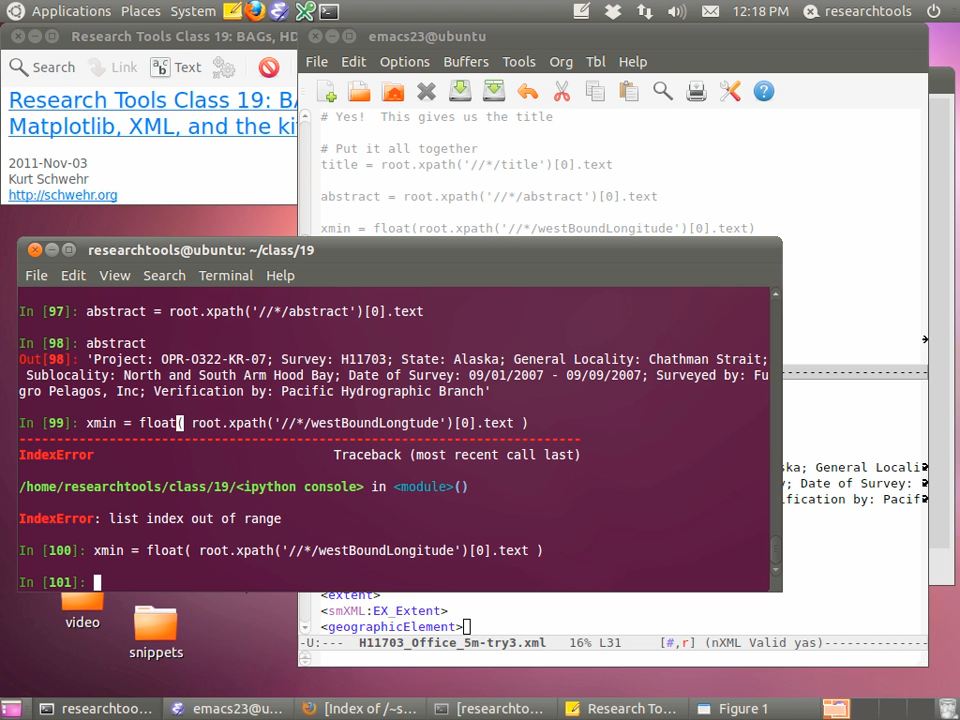 Applications Places System 12:18 PM researchtools
Research Tools Class 19: BAGs, HD
Search Link Text
Research Tools Class 19: BA
Matplotlib, XML, and the ki
2011-Nov-03
Kurt Schwehr
http://schwehr.org
emacs23@ubuntu
File Edit Options Buffers Tools Org Tbl Help
# Yes! This gives us the title
# Put it all together
title = root.xpath('//*/title')[0].text
abstract = root.xpath('//*/abstract')[0].text
xmin = float(root.xpath('//*/westBoundLongitude')[0].text)
researchtools@ubuntu: ~/class/19
File Edit View Search Terminal Help
In [97]: abstract = root.xpath('//*/abstract')[0].text
In [98]: abstract
Out[98]: 'Project: OPR-O322-KR-07; Survey: H11703; State: Alaska; General Locality: Chathman Strait;
Sublocality: North and South Arm Hood Bay; Date of Survey: 09/01/2007 - 09/09/2007; Surveyed by: Fu
gro Pelagos, Inc; Verification by: Pacific Hydrographic Branch'
In [99]: xmin = float( root.xpath('//*/westBoundLongtude')[0].text )
---------------------------------------------------------------------------
IndexError Traceback (most recent call last)
/home/researchtools/class/19/<ipython console> in <module>()
IndexError: list index out of range
In [100]: xmin = float( root.xpath('//*/westBoundLongitude')[0].text )
In [101]:
ska; General Locali
; Date of Survey:
ification by: Pacif
<extent>
<smXML:EX_Extent>
<geographicElement>
-U:--- H11703_Office_5m-try3.xml 16% L31 [#,r] (nXML Valid yas)--------------
video
snippets
researchtoo... emacs23@u... [Index of /~s... [researchto... Research To... Figure 1